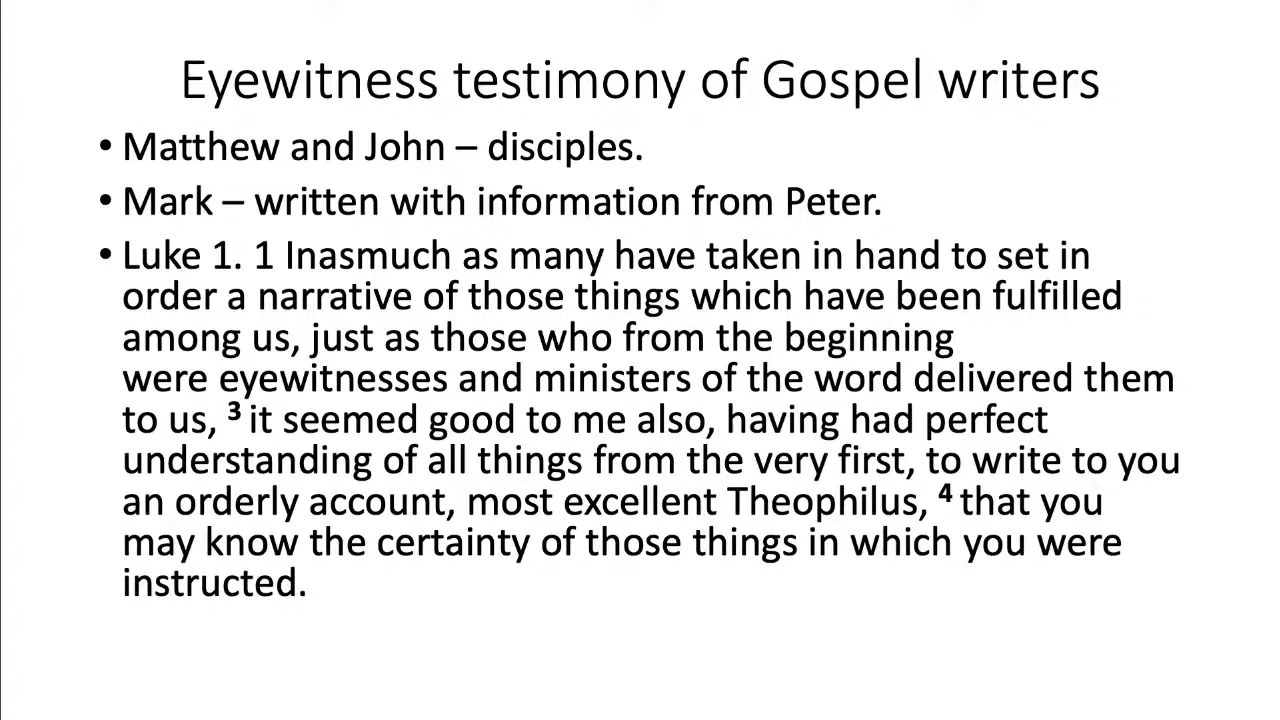 Eyewitness testimony of Gospel writers
• Matthew and John – disciples.
• Mark – written with information from Peter.
• Luke 1. 1 Inasmuch as many have taken in hand to set in
order a narrative of those things which have been fulfilled
among us, just as those who from the beginning
were eyewitnesses and ministers of the word delivered them
to us, ³ it seemed good to me also, having had perfect
understanding of all things from the very first, to write to you
an orderly account, most excellent Theophilus, ⁴ that you
may know the certainty of those things in which you were
instructed.